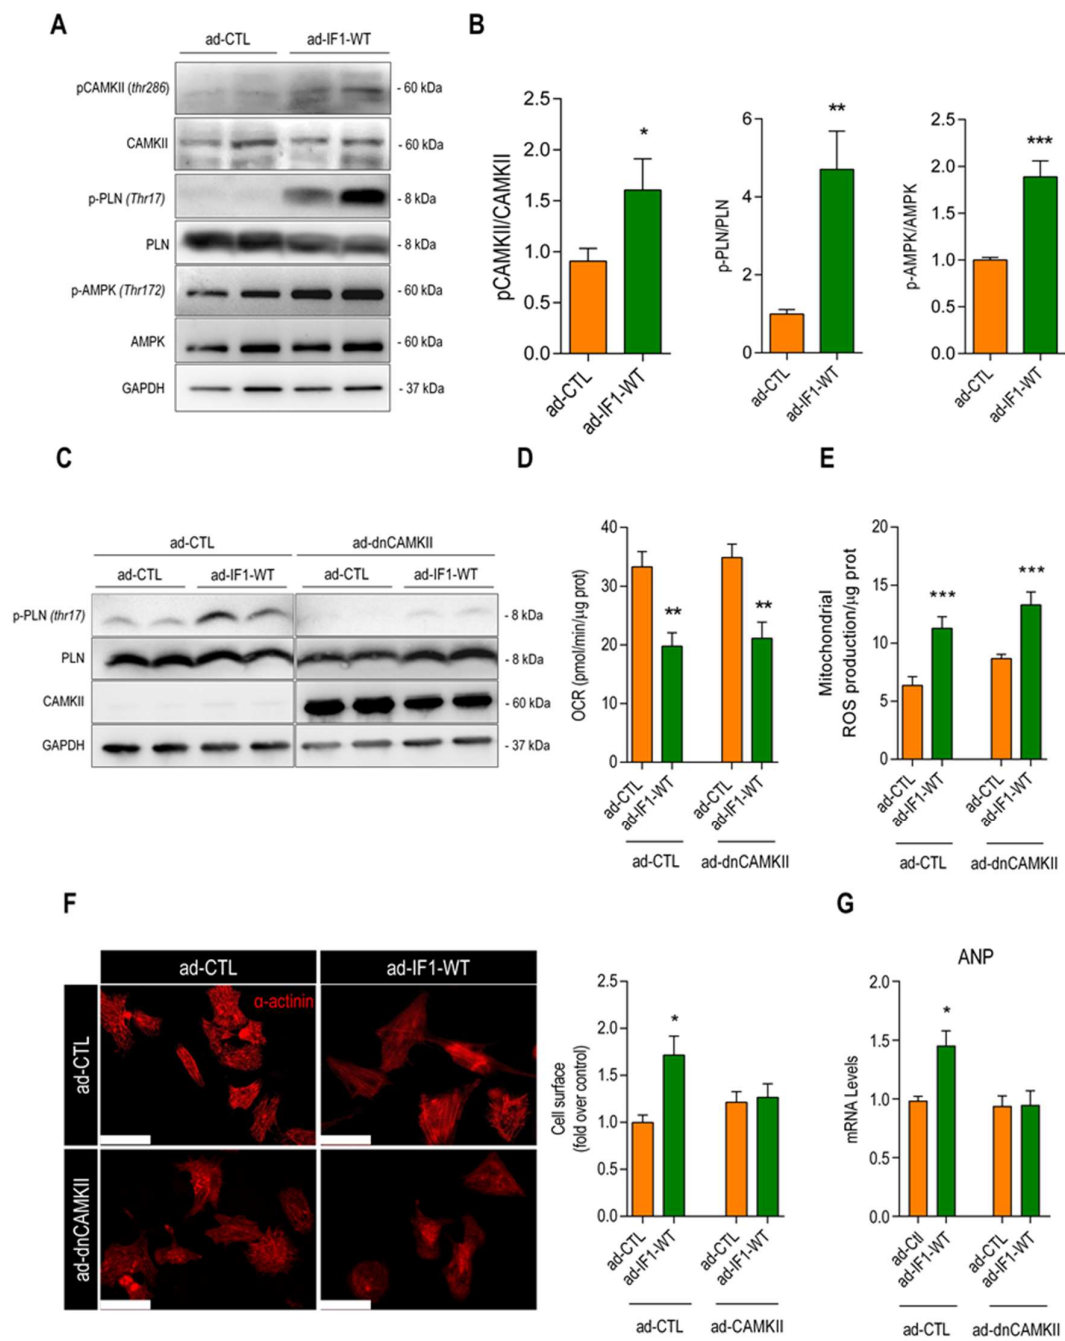 A
ad-CTL ad-IF1-WT
pCAMKII (thr286) - 60 kDa
CAMKII - 60 kDa
p-PLN (Thr17) - 8 kDa
PLN - 8 kDa
p-AMPK (Thr172) - 60 kDa
AMPK - 60 kDa
GAPDH - 37 kDa
B
pCAMKII/CAMKII
2.5
2.0
1.5
1.0
0.5
0.0
*
ad-CTL
ad-IF1-WT
p-PLN/PLN
6
4
2
0
**
ad-CTL
ad-IF1-WT
p-AMPK/AMPK
2.5
2.0
1.5
1.0
0.5
0.0
***
ad-CTL
ad-IF1-WT
C
ad-CTL ad-dnCAMKII
ad-CTL ad-IF1-WT ad-CTL ad-IF1-WT
p-PLN (thr17) - 8 kDa
PLN - 8 kDa
CAMKII - 60 kDa
GAPDH - 37 kDa
D
OCR (pmol/min/µg prot)
40
30
20
10
0
** **
ad-CTL
ad-IF1-WT
ad-CTL
ad-IF1-WT
ad-CTL ad-dnCAMKII
E
Mitochondrial
ROS production/µg prot
20
15
10
5
0
*** ***
ad-CTL
ad-IF1-WT
ad-CTL
ad-IF1-WT
ad-CTL ad-dnCAMKII
F
ad-CTL ad-IF1-WT
α-actinin
ad-CTL
ad-dnCAMKII
Cell surface
(fold over control)
2.5
2.0
1.5
1.0
0.5
0.0
*
ad-CTL
ad-IF1-WT
ad-CTL
ad-IF1-WT
ad-CTL ad-CAMKII
G
ANP
mRNA Levels
2.0
1.5
1.0
0.5
0.0
*
ad-Ctl
ad-IF1-WT
ad-CTL
ad-IF1-WT
ad-CTL ad-dnCAMKII